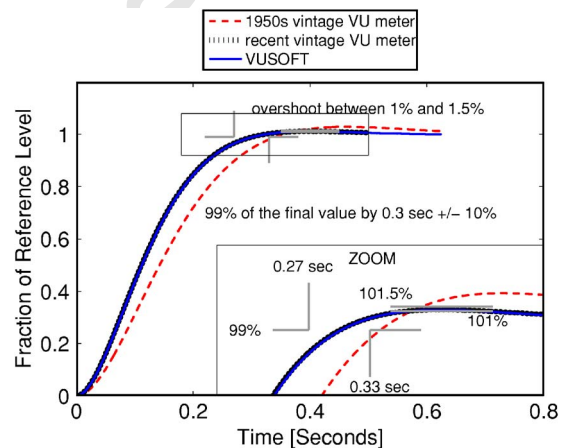 1950s vintage VU meter
recent vintage VU meter
VUSOFT
overshoot between 1% and 1.5%
99% of the final value by 0.3 sec +/- 10%
ZOOM
0.27 sec
101.5%
99%
101%
0.33 sec
1
0.8
0.6
0.4
0.2
0
0
0.2
0.4
0.6
0.8
Fraction of Reference Level
Time [Seconds]